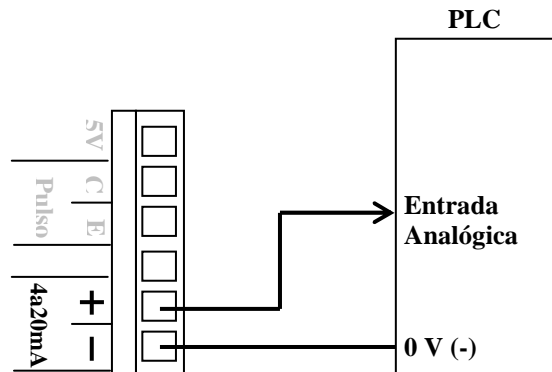 PLC
5V
C
Pulso
E
Entrada
Analógica
4a20mA
+
−
0 V (-)